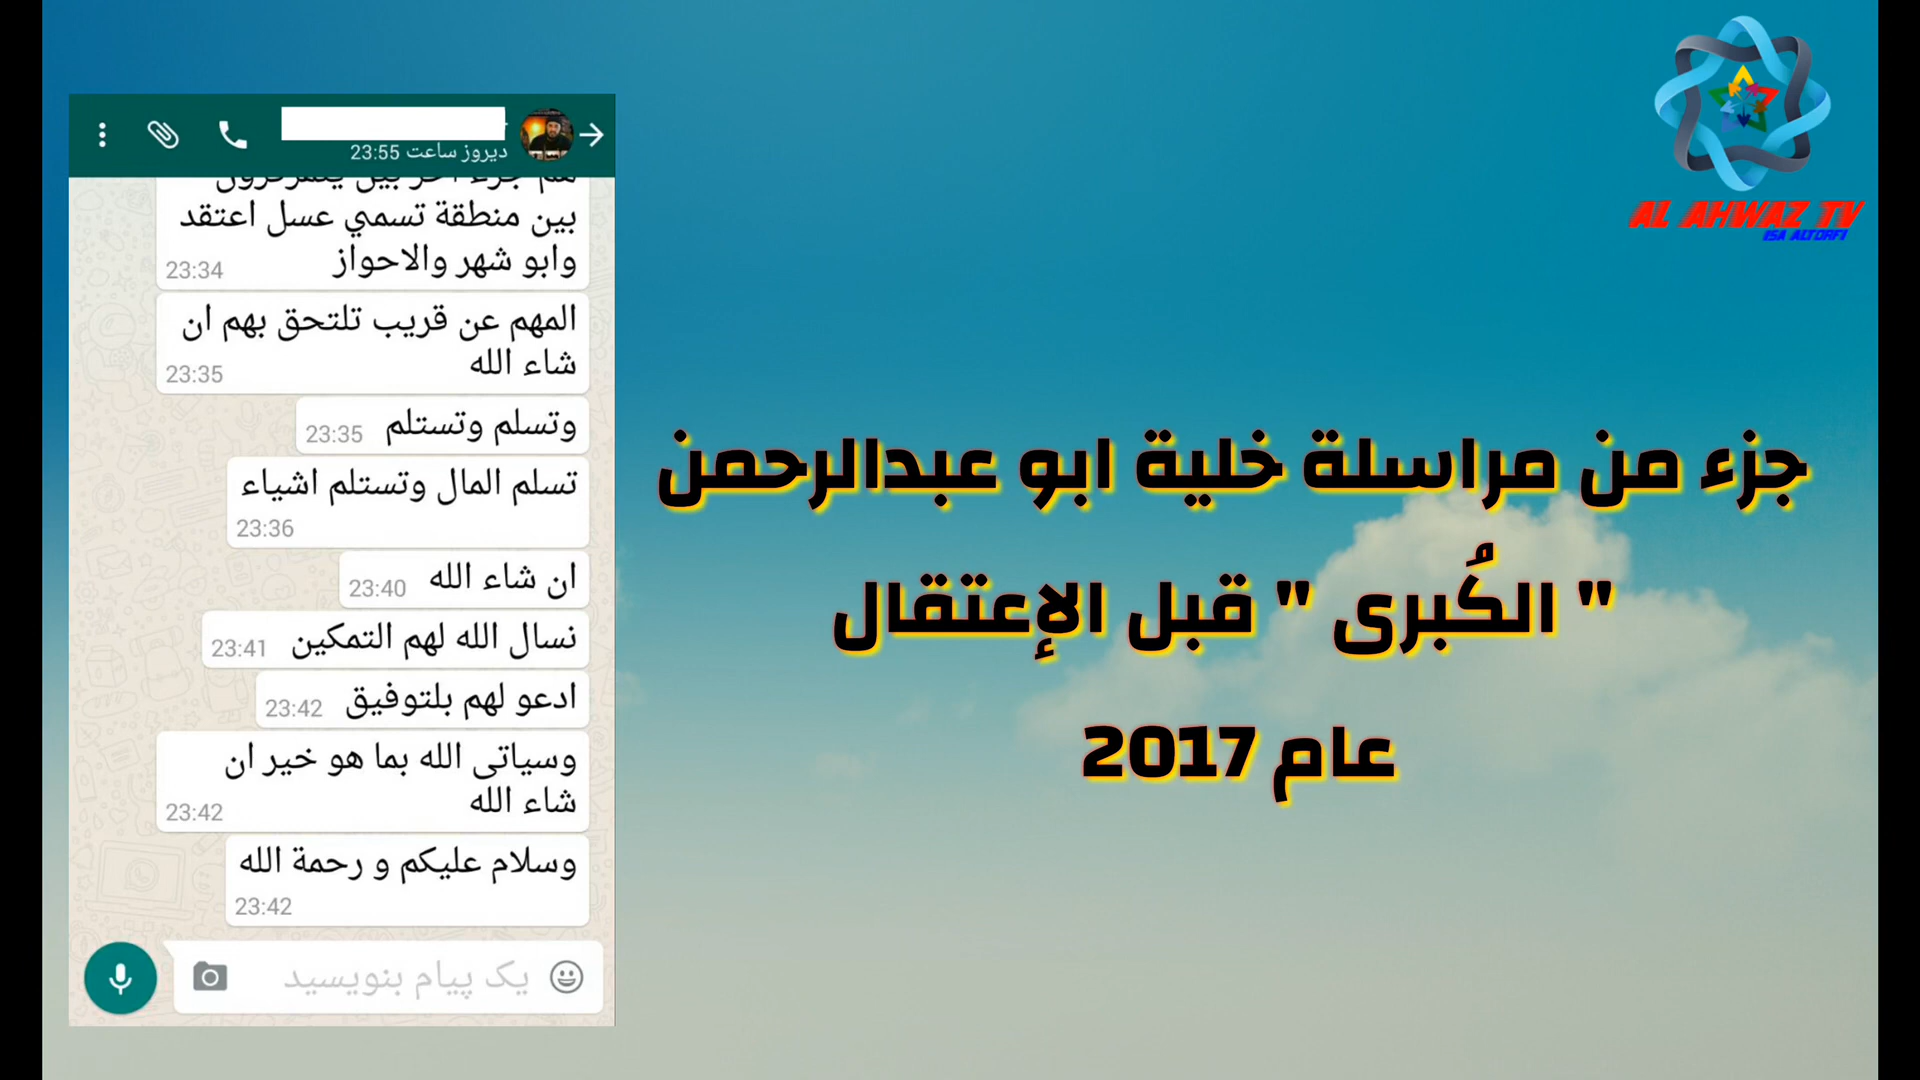 AL AHWAZ TV
ISA ALTORFI
دیروز ساعت 23:55
بين منطقة تسمي عسل اعتقد
وابو شهر والاحواز
23:34
المهم عن قريب تلتحق بهم ان
شاء الله
23:35
وتسلم وتستلم
23:35
تسلم المال وتستلم اشياء
23:36
ان شاء الله
23:40
نسال الله لهم التمكين
23:41
ادعو لهم بلتوفيق
23:42
وسياتى الله بما هو خير ان
شاء الله
23:42
وسلام عليكم و رحمة الله
23:42
یک پیام بنویسید
جزء من مراسلة خلية ابو عبدالرحمن
" الكُبرى " قبل الإعتقال
عام 2017